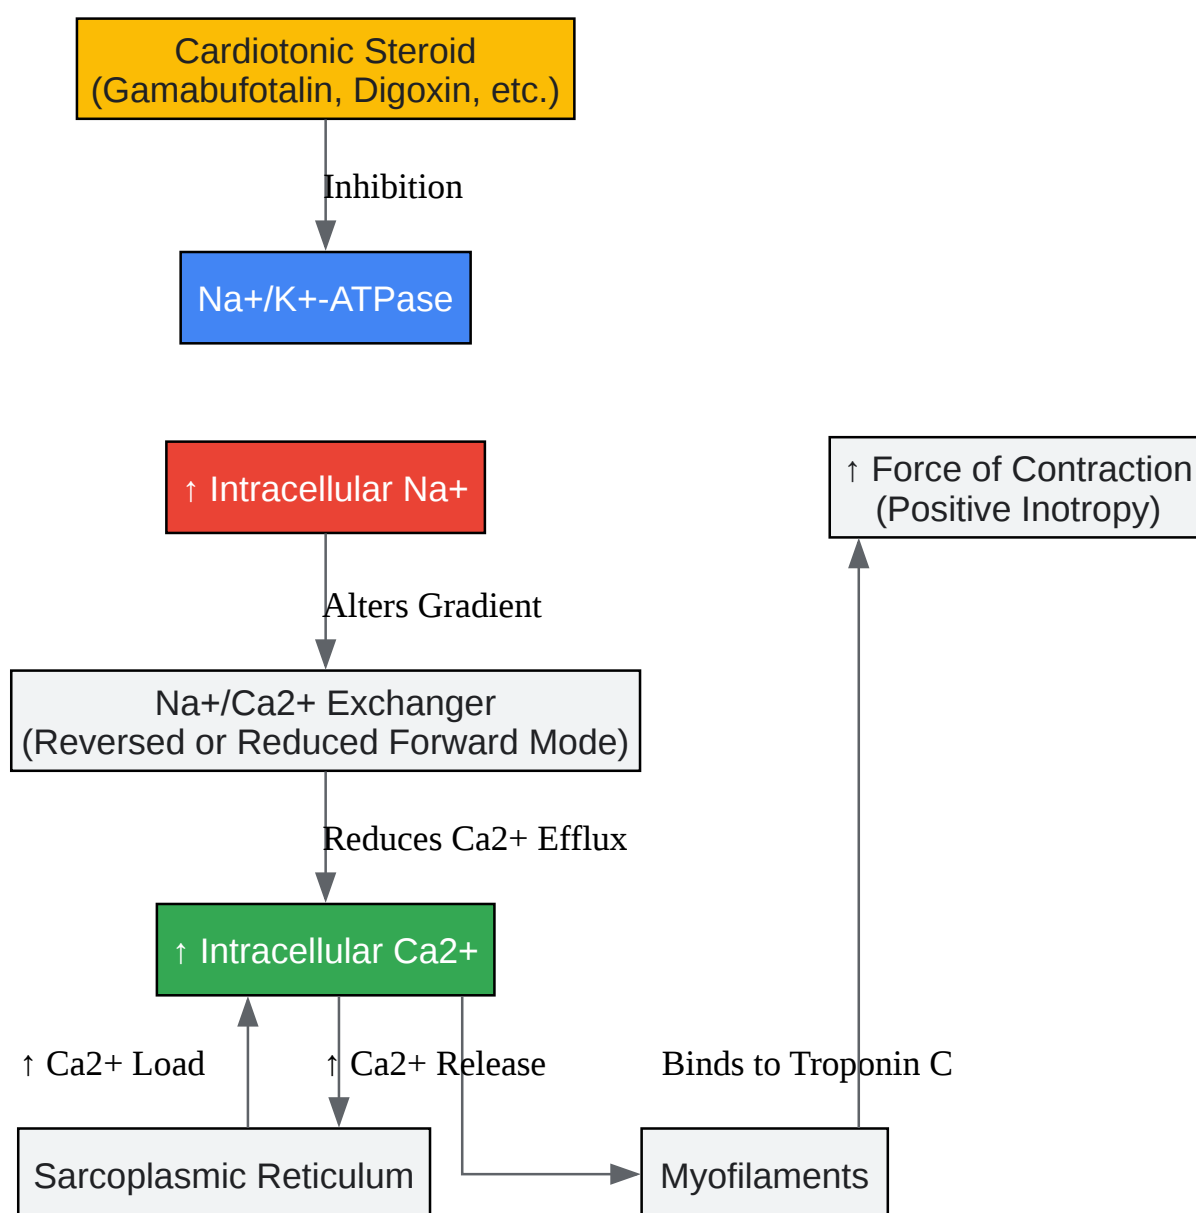 Cardiotonic Steroid
(Gamabufotalin, Digoxin, etc.)
Inhibition
Na+/K+-ATPase
↑ Intracellular Na+
↑ Force of Contraction
(Positive Inotropy)
Alters Gradient
Na+/Ca2+ Exchanger
(Reversed or Reduced Forward Mode)
Reduces Ca2+ Efflux
↑ Intracellular Ca2+
↑ Ca2+ Load
↑ Ca2+ Release
Binds to Troponin C
Sarcoplasmic Reticulum
Myofilaments